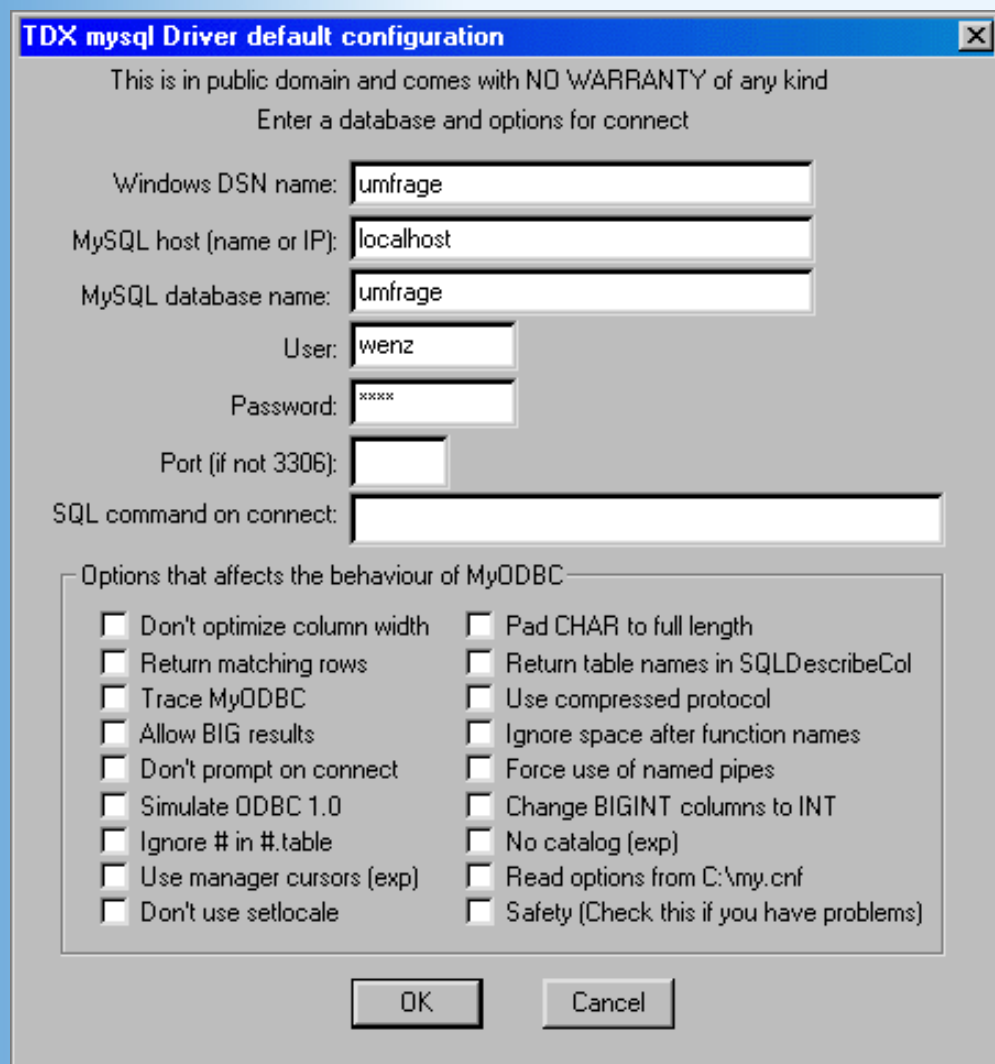 TDX mysql Driver default configuration
This is in public domain and comes with NO WARRANTY of any kind
Enter a database and options for connect
Windows DSN name: umfrage
MySQL host (name or IP): localhost
MySQL database name: umfrage
User: wenz
Password: ****
Port (if not 3306):
SQL command on connect:
Options that affects the behaviour of MyODBC
Don't optimize column width
Return matching rows
Trace MyODBC
Allow BIG results
Don't prompt on connect
Simulate ODBC 1.0
Ignore # in #.table
Use manager cursors (exp)
Don't use setlocale
Pad CHAR to full length
Return table names in SQLDescribeCol
Use compressed protocol
Ignore space after function names
Force use of named pipes
Change BIGINT columns to INT
No catalog (exp)
Read options from C:\my.cnf
Safety (Check this if you have problems)
OK
Cancel